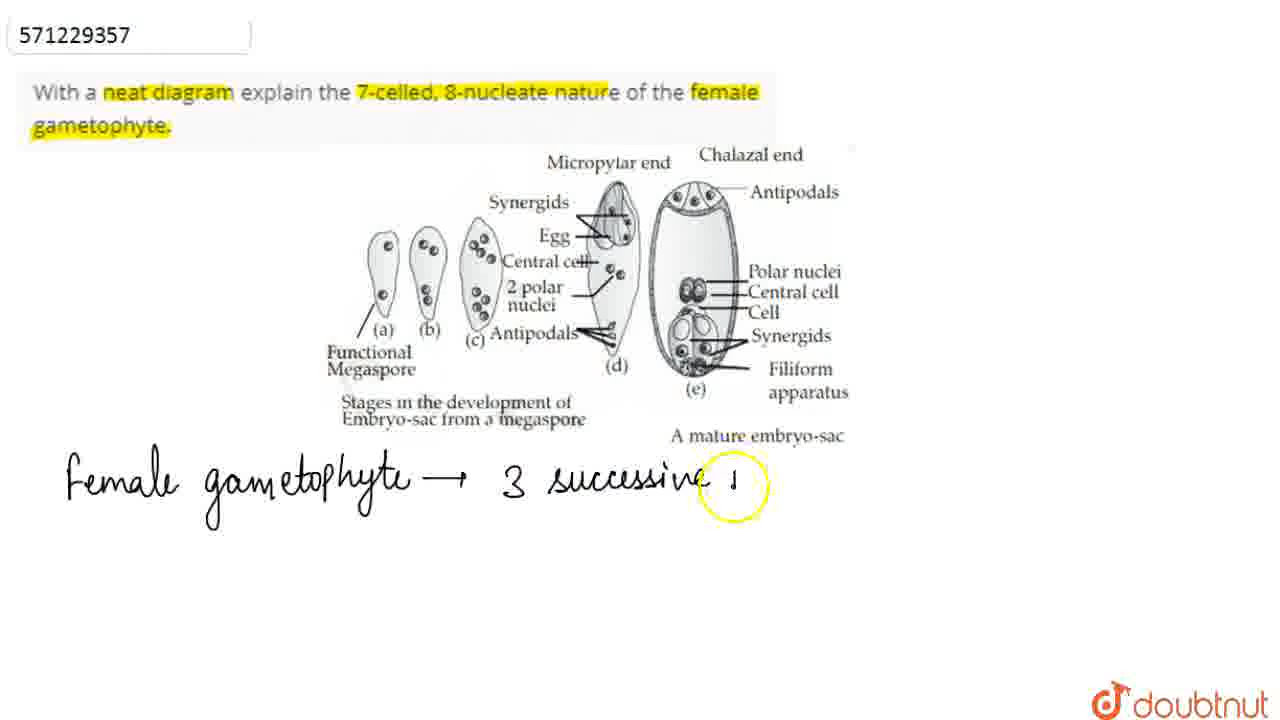 571229357
With a neat diagram explain the 7-celled, 8-nucleate nature of the female
gametophyte.
Micropylar end
Chalazal end
Synergids
Egg
Central cell
2 polar
nuclei
Antipodals
(a)
(b)
(c)
(d)
Functional
Megaspore
Stages in the development of
Embryo-sac from a megaspore
Antipodals
Polar nuclei
Central cell
Cell
Synergids
Filiform
apparatus
(e)
A mature embryo-sac
Female gametophyte → 3 successive
doubtnut